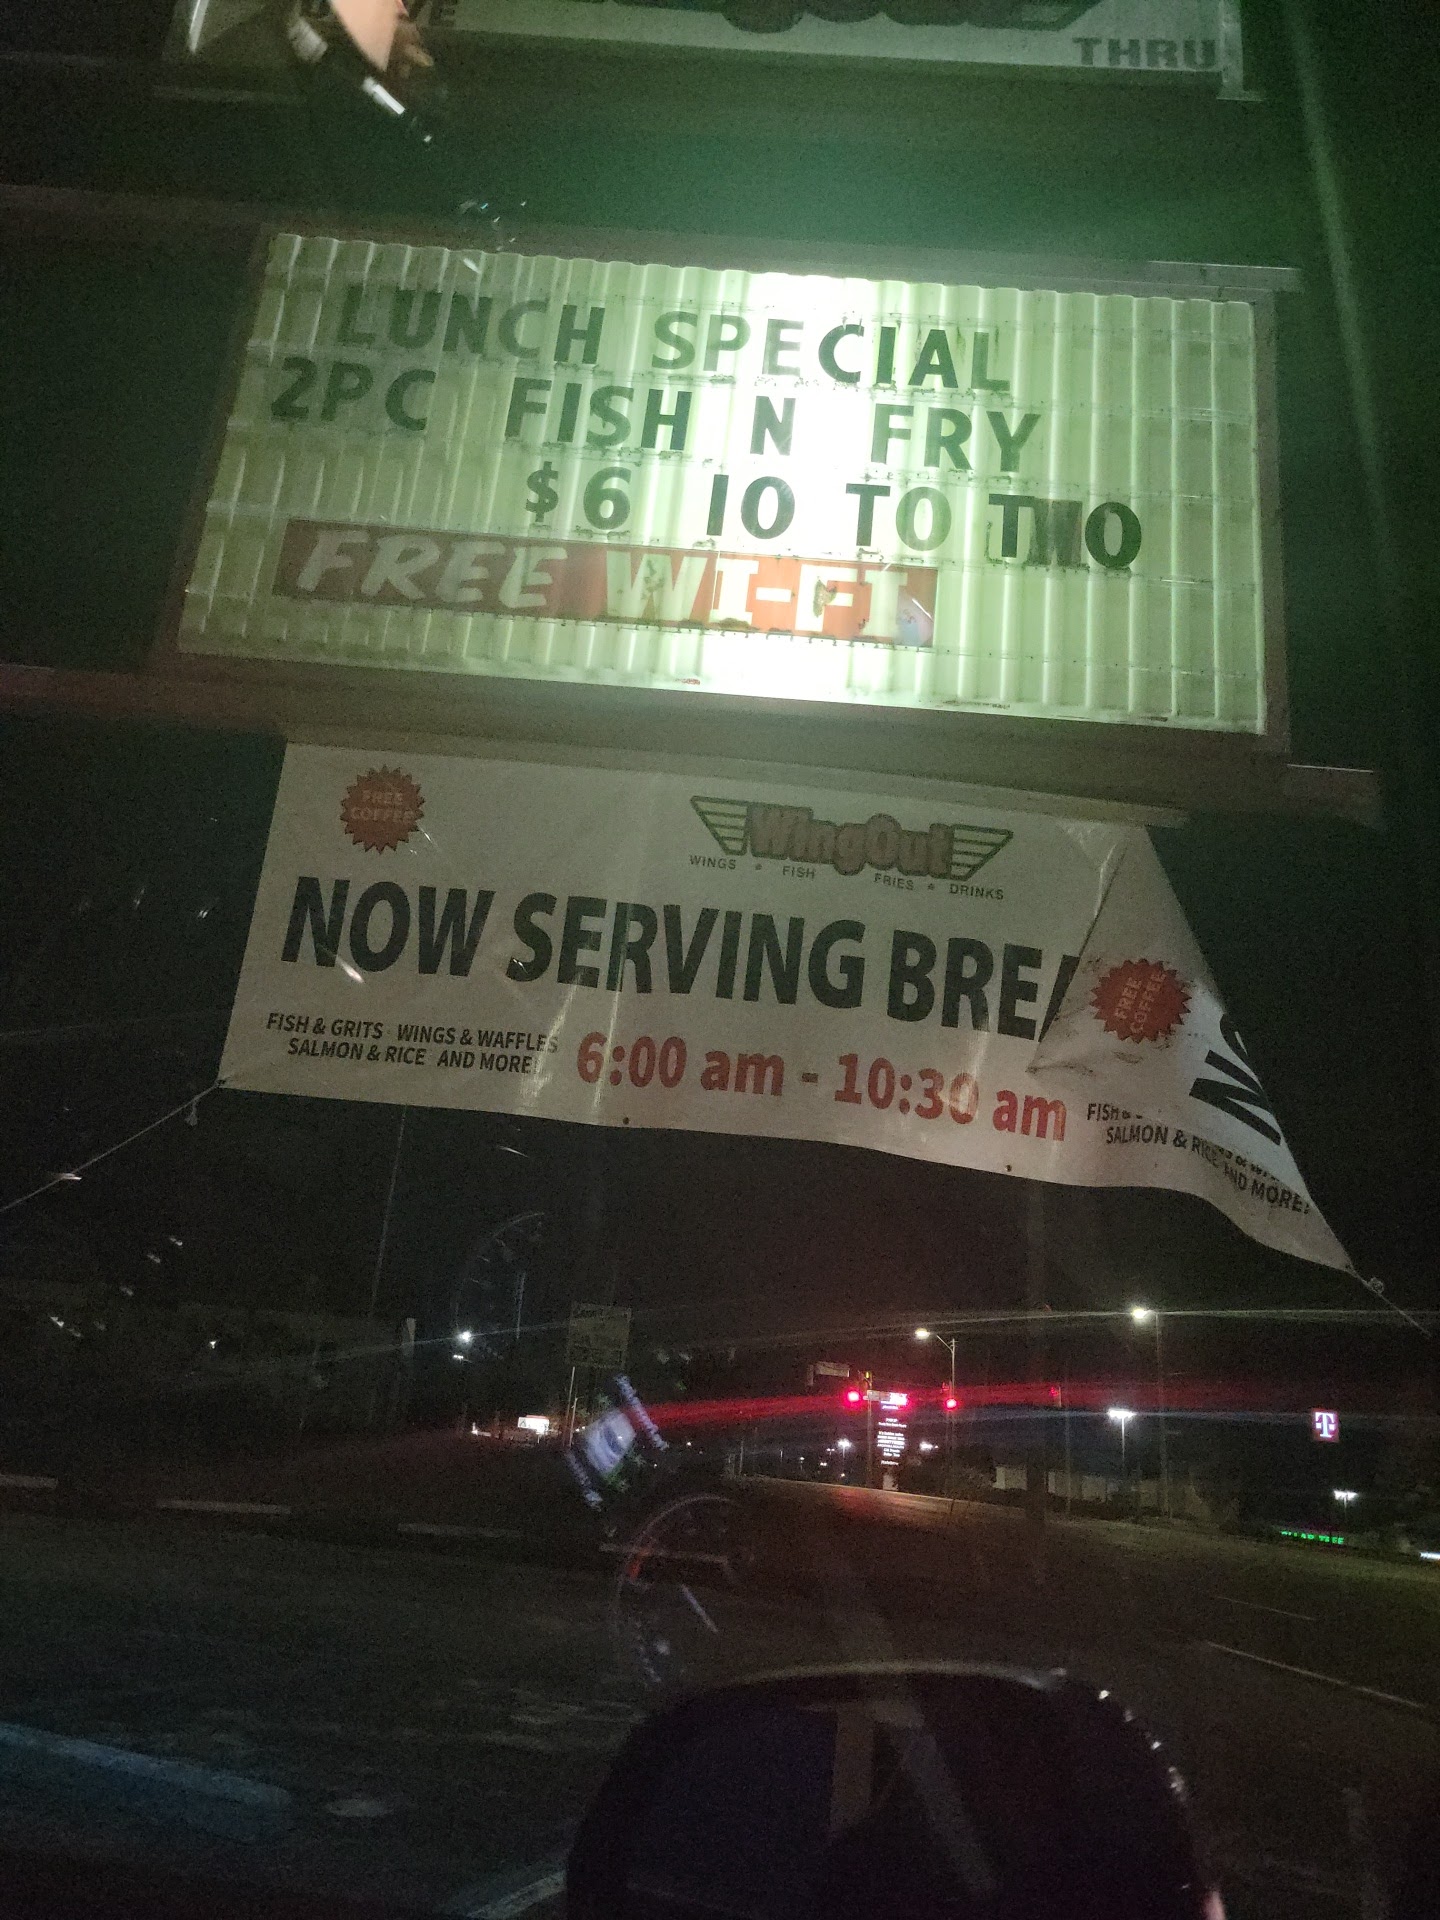 THRU
LUNCH SPECIAL
2PC FISH N FRY
$6 10 TO TWO
FREE WI-FI
FREE
COFFEE
WingOut
WINGS * FISH FRIES * DRINKS
NOW SERVING BREA
FISH & GRITS WINGS & WAFFLES
SALMON & RICE AND MORE!
6:00 am - 10:30 am
FREE
COFFEE
FISH &
SALMON & RICE AND MORE!
T